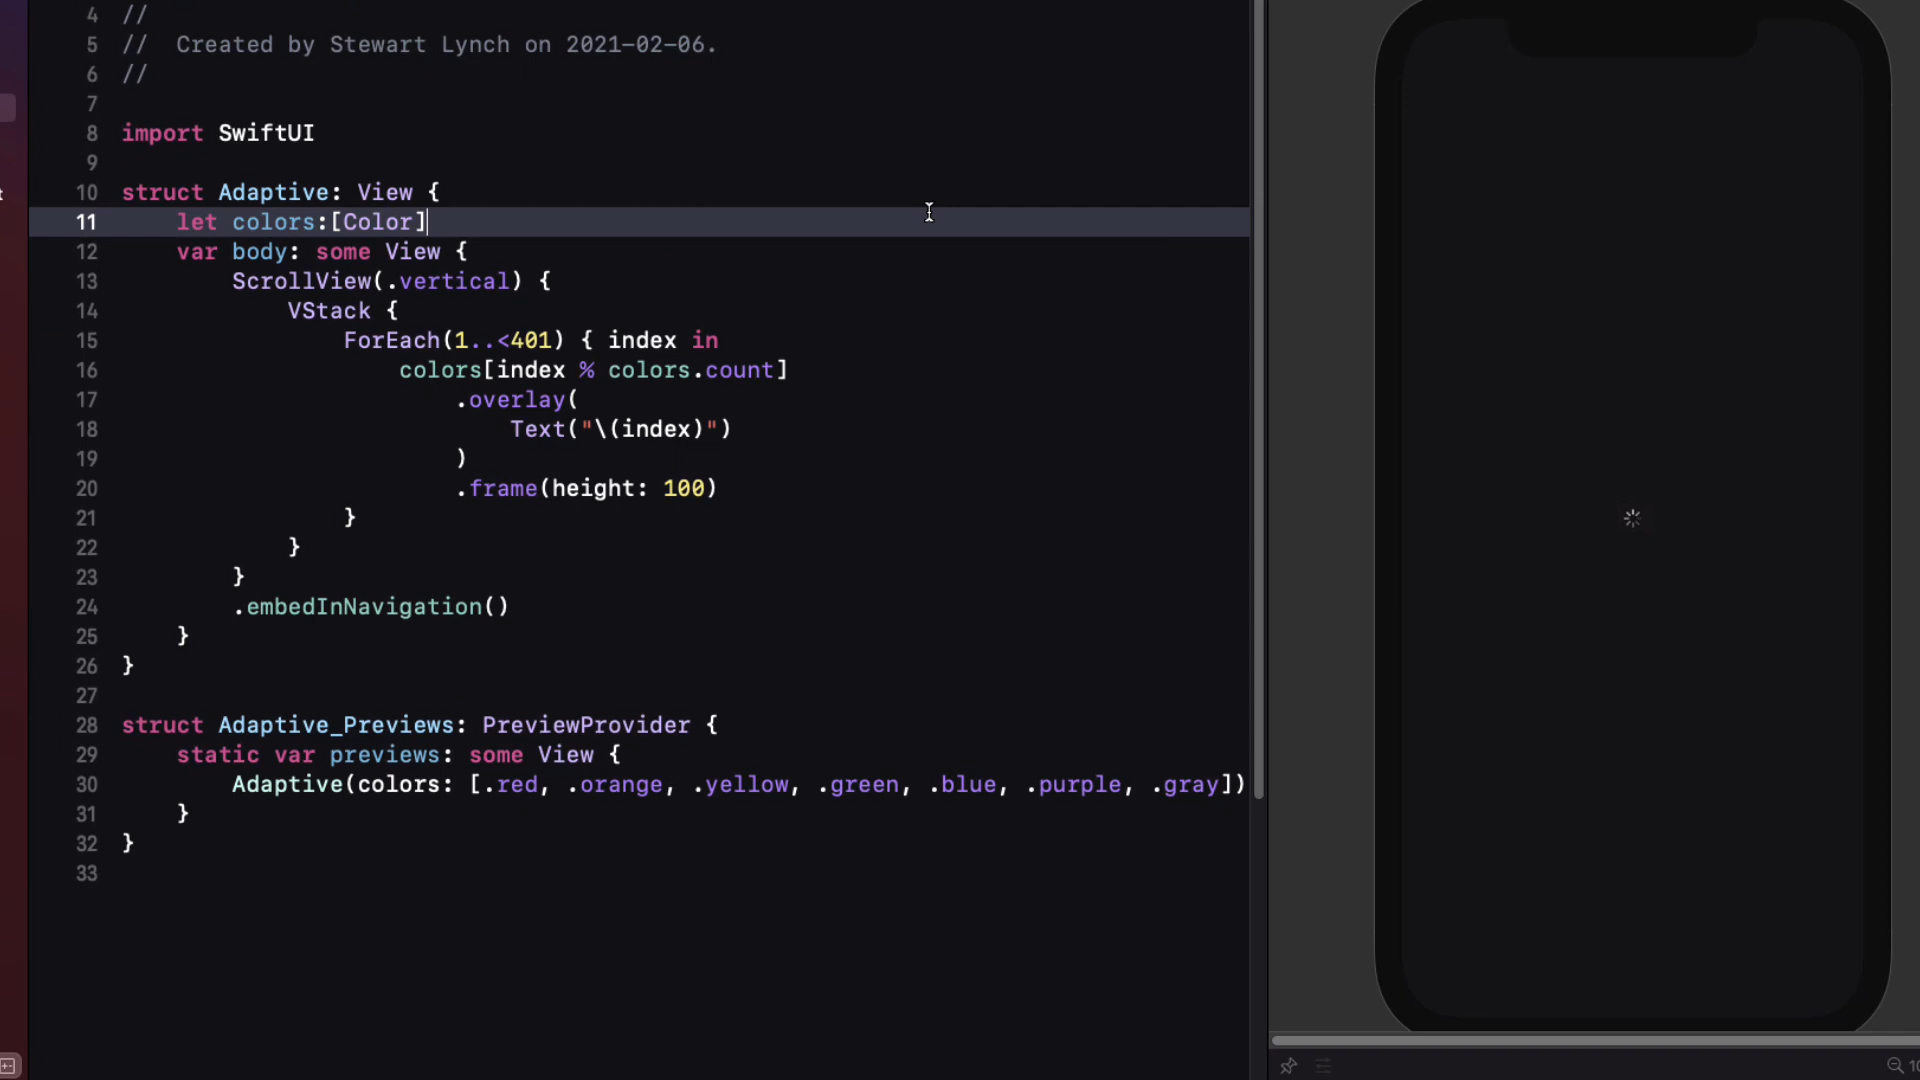 4 //
5 //  Created by Stewart Lynch on 2021-02-06.
6 //
7
8 import SwiftUI
9
10 struct Adaptive: View {
11     let colors:[Color]
12     var body: some View {
13         ScrollView(.vertical) {
14             VStack {
15                 ForEach(1..<401) { index in
16                     colors[index % colors.count]
17                         .overlay(
18                             Text("\(index)")
19                         )
20                         .frame(height: 100)
21                 }
22             }
23         }
24         .embedInNavigation()
25     }
26 }
27
28 struct Adaptive_Previews: PreviewProvider {
29     static var previews: some View {
30         Adaptive(colors: [.red, .orange, .yellow, .green, .blue, .purple, .gray])
31     }
32 }
33